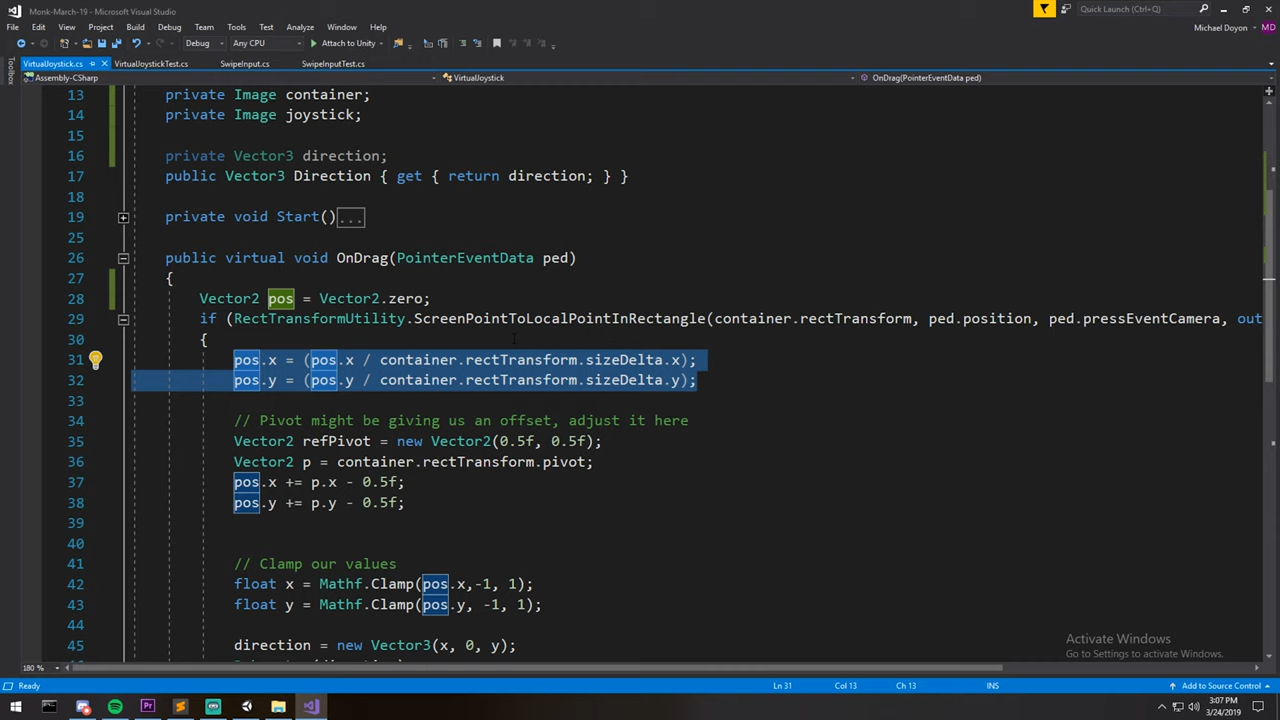 Monk-March-19 - Microsoft Visual Studio
Quick Launch (Ctrl+Q)
File Edit View Project Build Debug Team Tools Test Analyze Window Help
Michael Doyon MD
Debug Any CPU Attach to Unity
Toolbox
VirtualJoystick.cs VirtualJoystickTest.cs SwipeInput.cs SwipeInputTest.cs
Assembly-CSharp VirtualJoystick OnDrag(PointerEventData ped)
13 private Image container;
14 private Image joystick;
15
16 private Vector3 direction;
17 public Vector3 Direction { get { return direction; } }
18
19 private void Start()...
25
26 public virtual void OnDrag(PointerEventData ped)
27 {
28 Vector2 pos = Vector2.zero;
29 if (RectTransformUtility.ScreenPointToLocalPointInRectangle(container.rectTransform, ped.position, ped.pressEventCamera, out
30 {
31 pos.x = (pos.x / container.rectTransform.sizeDelta.x);
32 pos.y = (pos.y / container.rectTransform.sizeDelta.y);
33
34 // Pivot might be giving us an offset, adjust it here
35 Vector2 refPivot = new Vector2(0.5f, 0.5f);
36 Vector2 p = container.rectTransform.pivot;
37 pos.x += p.x - 0.5f;
38 pos.y += p.y - 0.5f;
39
40
41 // Clamp our values
42 float x = Mathf.Clamp(pos.x,-1, 1);
43 float y = Mathf.Clamp(pos.y, -1, 1);
44
45 direction = new Vector3(x, 0, y);
Activate Windows
Go to Settings to activate Windows.
180 %
Ready Ln 31 Col 13 Ch 13 INS Add to Source Control
3:07 PM
3/24/2019